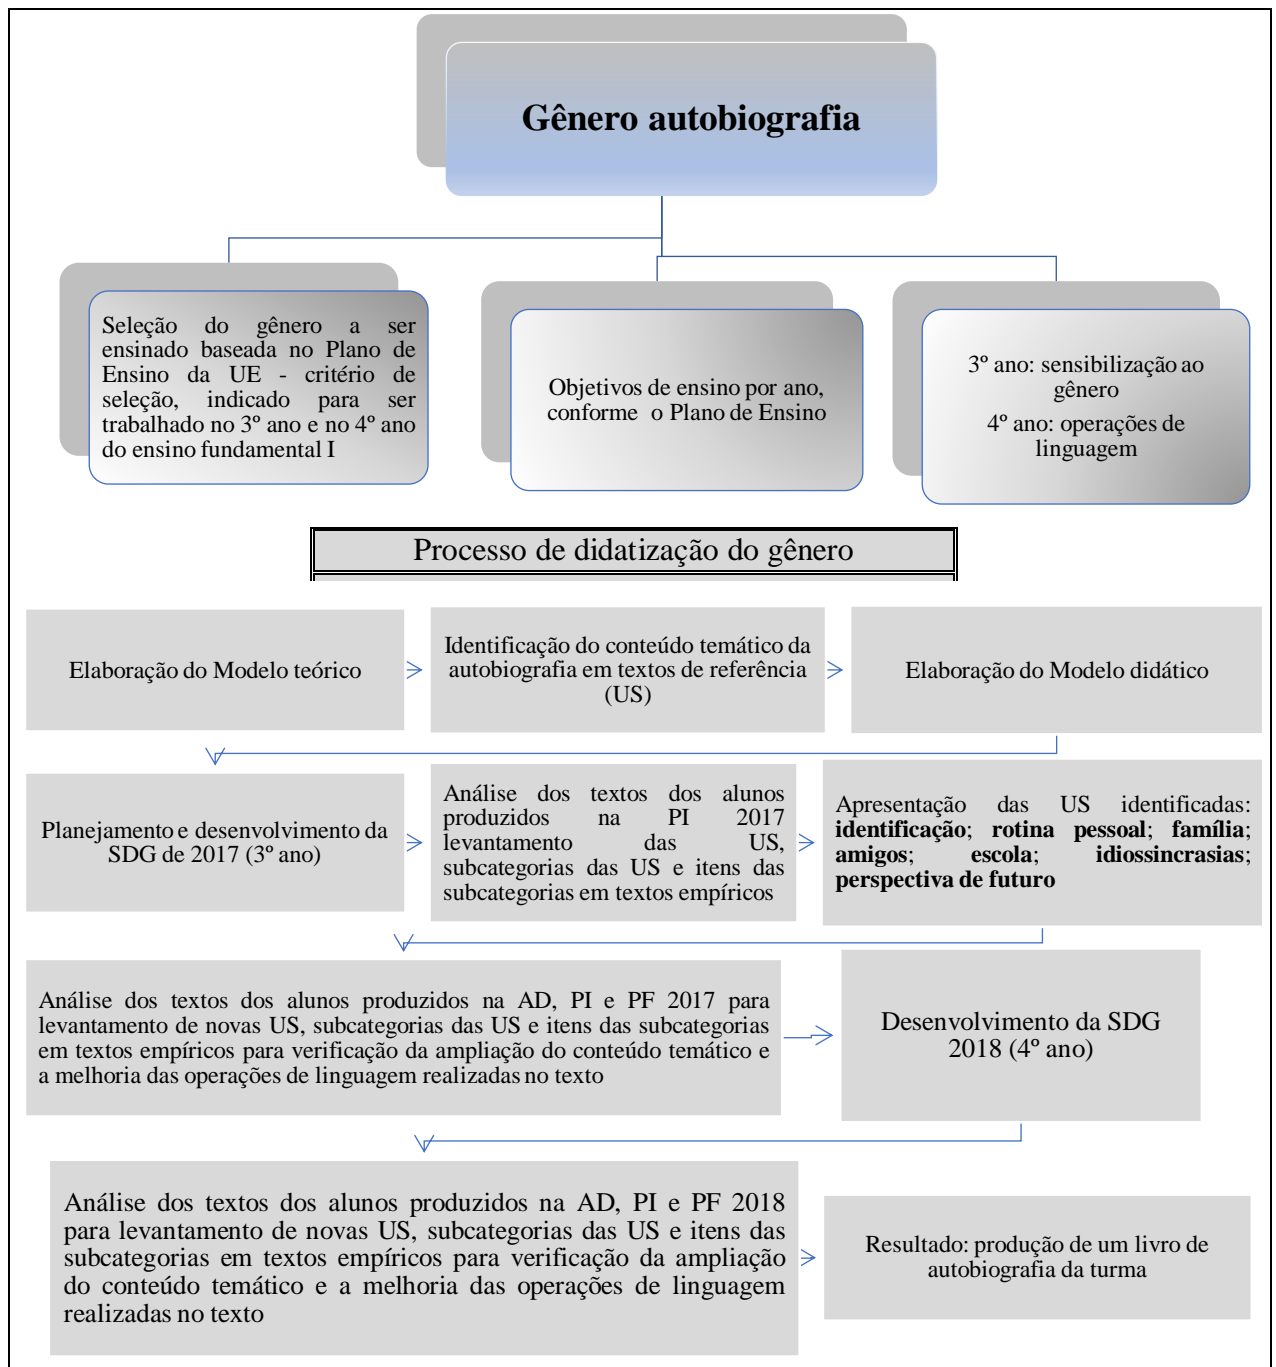 Gênero autobiografia
Seleção do gênero a ser
ensinado baseada no Plano de
Ensino da UE - critério de
seleção, indicado para ser
trabalhado no 3º ano e no 4º ano
do ensino fundamental I
Objetivos de ensino por ano,
conforme o Plano de Ensino
3º ano: sensibilização ao
gênero
4º ano: operações de
linguagem
Processo de didatização do gênero
Elaboração do Modelo teórico
Identificação do conteúdo temático da
autobiografia em textos de referência
(US)
Elaboração do Modelo didático
Planejamento e desenvolvimento da
SDG de 2017 (3º ano)
Análise dos textos dos alunos
produzidos na PI 2017
levantamento das US,
subcategorias das US e itens das
subcategorias em textos empíricos
Apresentação das US identificadas:
identificação; rotina pessoal; família;
amigos; escola; idiossincrasias;
perspectiva de futuro
Análise dos textos dos alunos produzidos na AD, PI e PF 2017 para
levantamento de novas US, subcategorias das US e itens das subcategorias
em textos empíricos para verificação da ampliação do conteúdo temático e
a melhoria das operações de linguagem realizadas no texto
Desenvolvimento da SDG
2018 (4º ano)
Análise dos textos dos alunos produzidos na AD, PI e PF 2018
para levantamento de novas US, subcategorias das US e itens das
subcategorias em textos empíricos para verificação da ampliação
do conteúdo temático e a melhoria das operações de linguagem
realizadas no texto
Resultado: produção de um livro de
autobiografia da turma